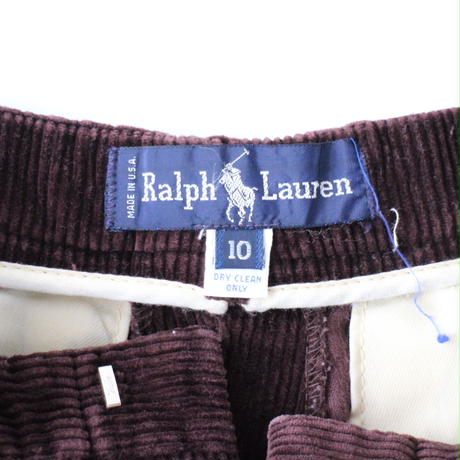 MADE IN U.S.A.
Ralph Lauren
10
DRY CLEAN
ONLY